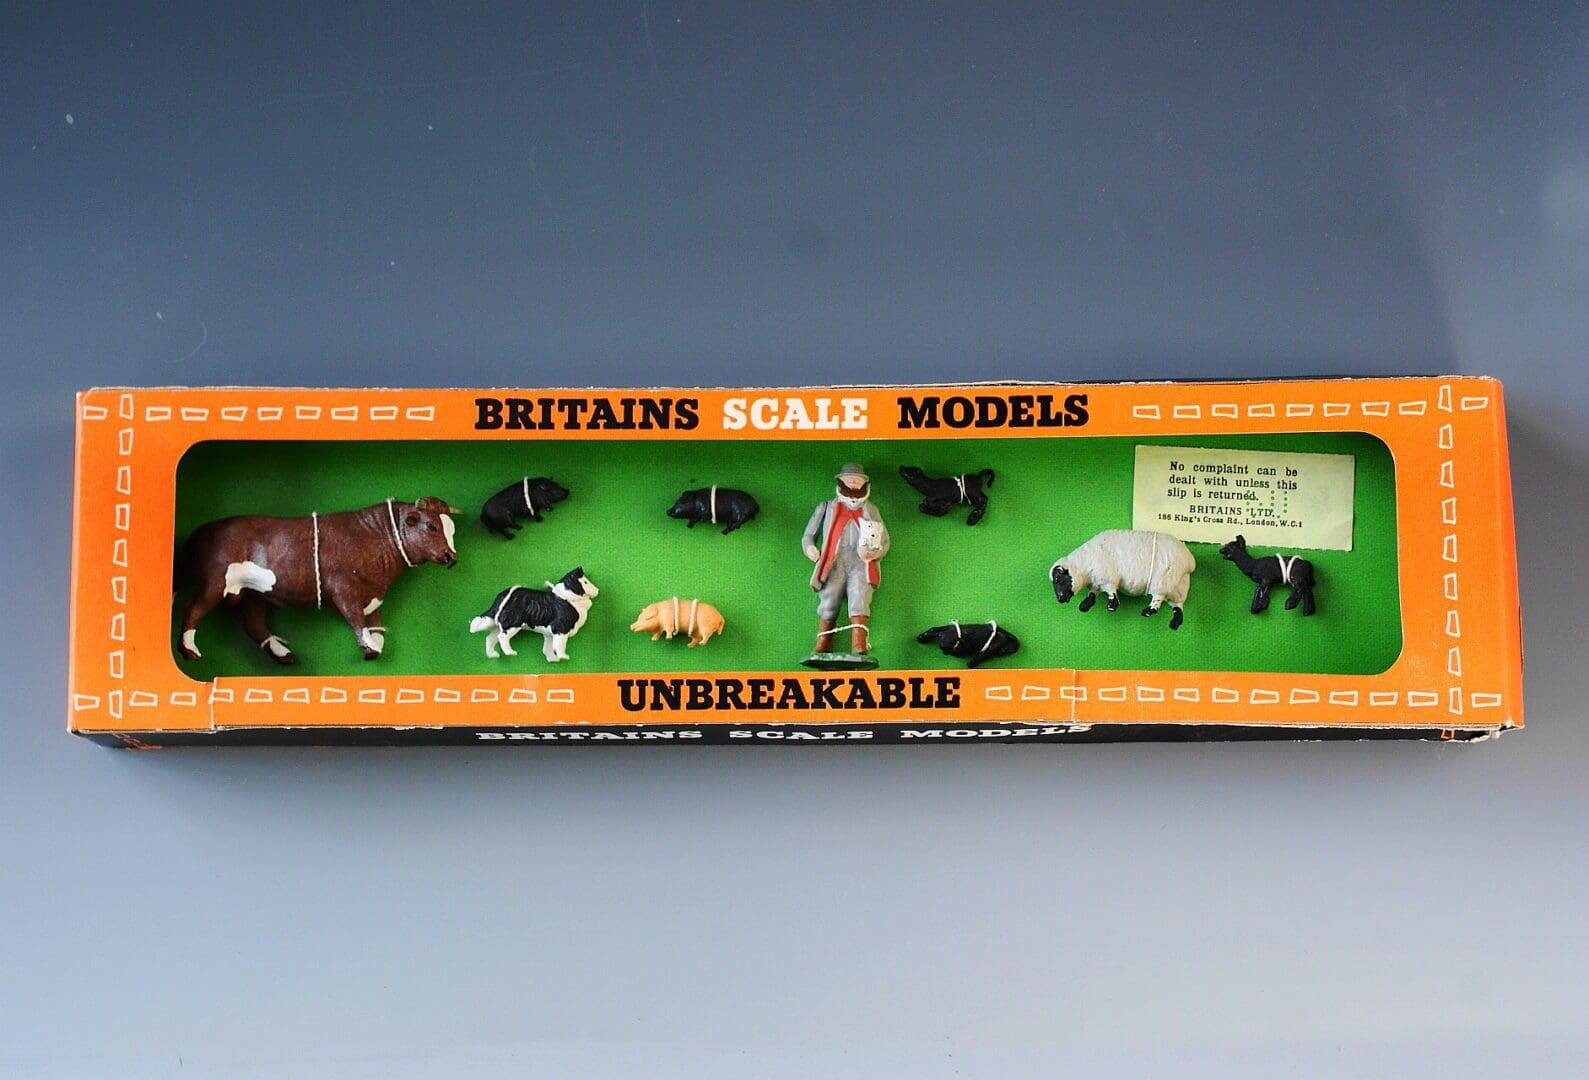 BRITAINS SCALE MODELS
No complaint can be
dealt with unless this
slip is returned.
BRITAINS LTD.
186 King's Cross Rd., London, W.C.1
UNBREAKABLE
BRITAINS SCALE MODELS